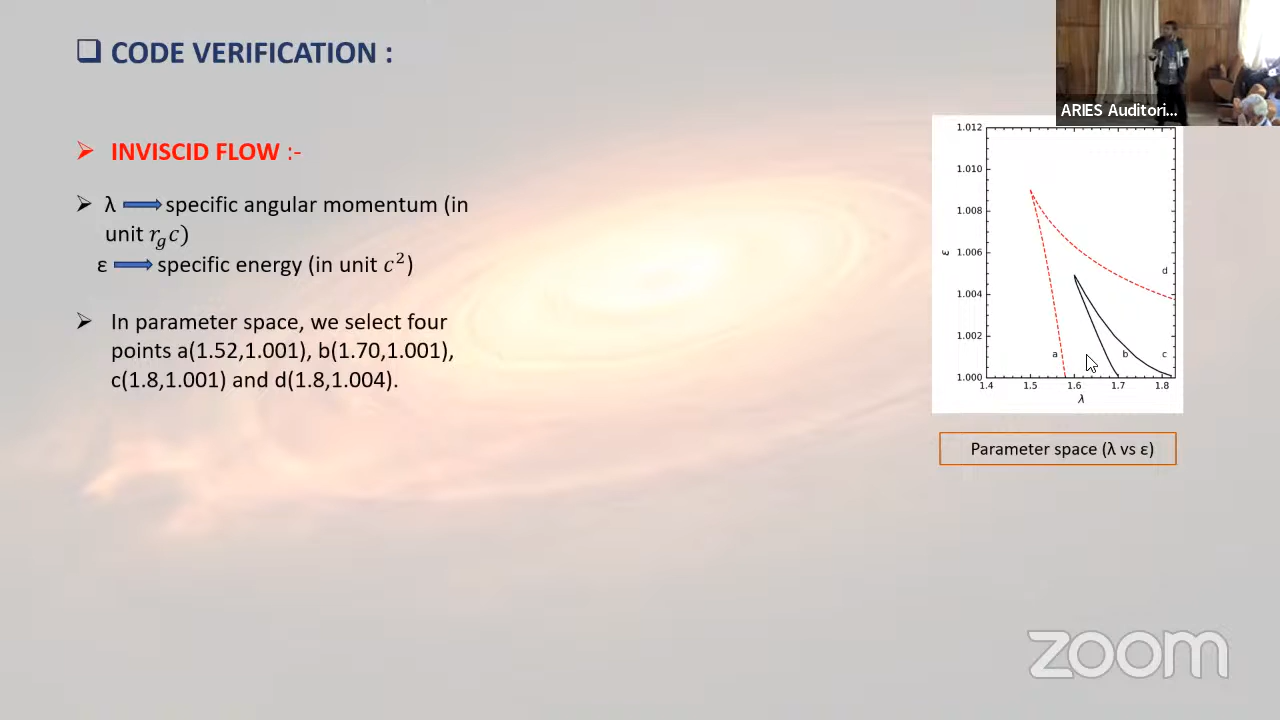 CODE VERIFICATION :
ARIES Auditori...
INVISCID FLOW :-
λ specific angular momentum (in
unit r_g c)
ε specific energy (in unit c²)
In parameter space, we select four
points a(1.52,1.001), b(1.70,1.001),
c(1.8,1.001) and d(1.8,1.004).
1.012
1.010
1.008
1.006
1.004
1.002
1.000
ε
d
a
b
c
1.4 1.5 1.6 1.7 1.8
λ
Parameter space (λ vs ε)
zoom